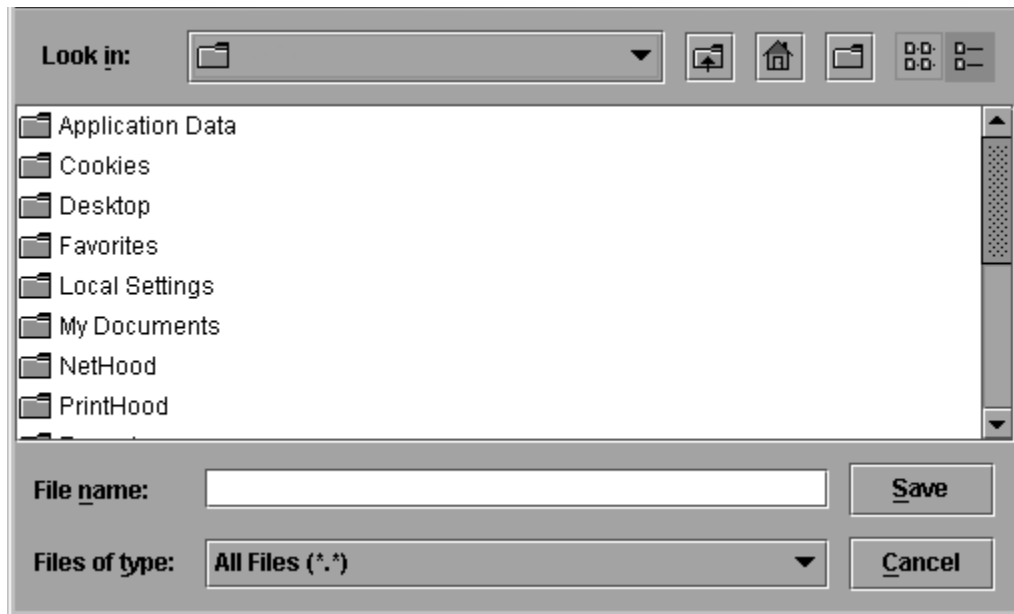 Look in:
Application Data
Cookies
Desktop
Favorites
Local Settings
My Documents
NetHood
PrintHood
File name:
Save
Files of type:
All Files (*.*)
Cancel